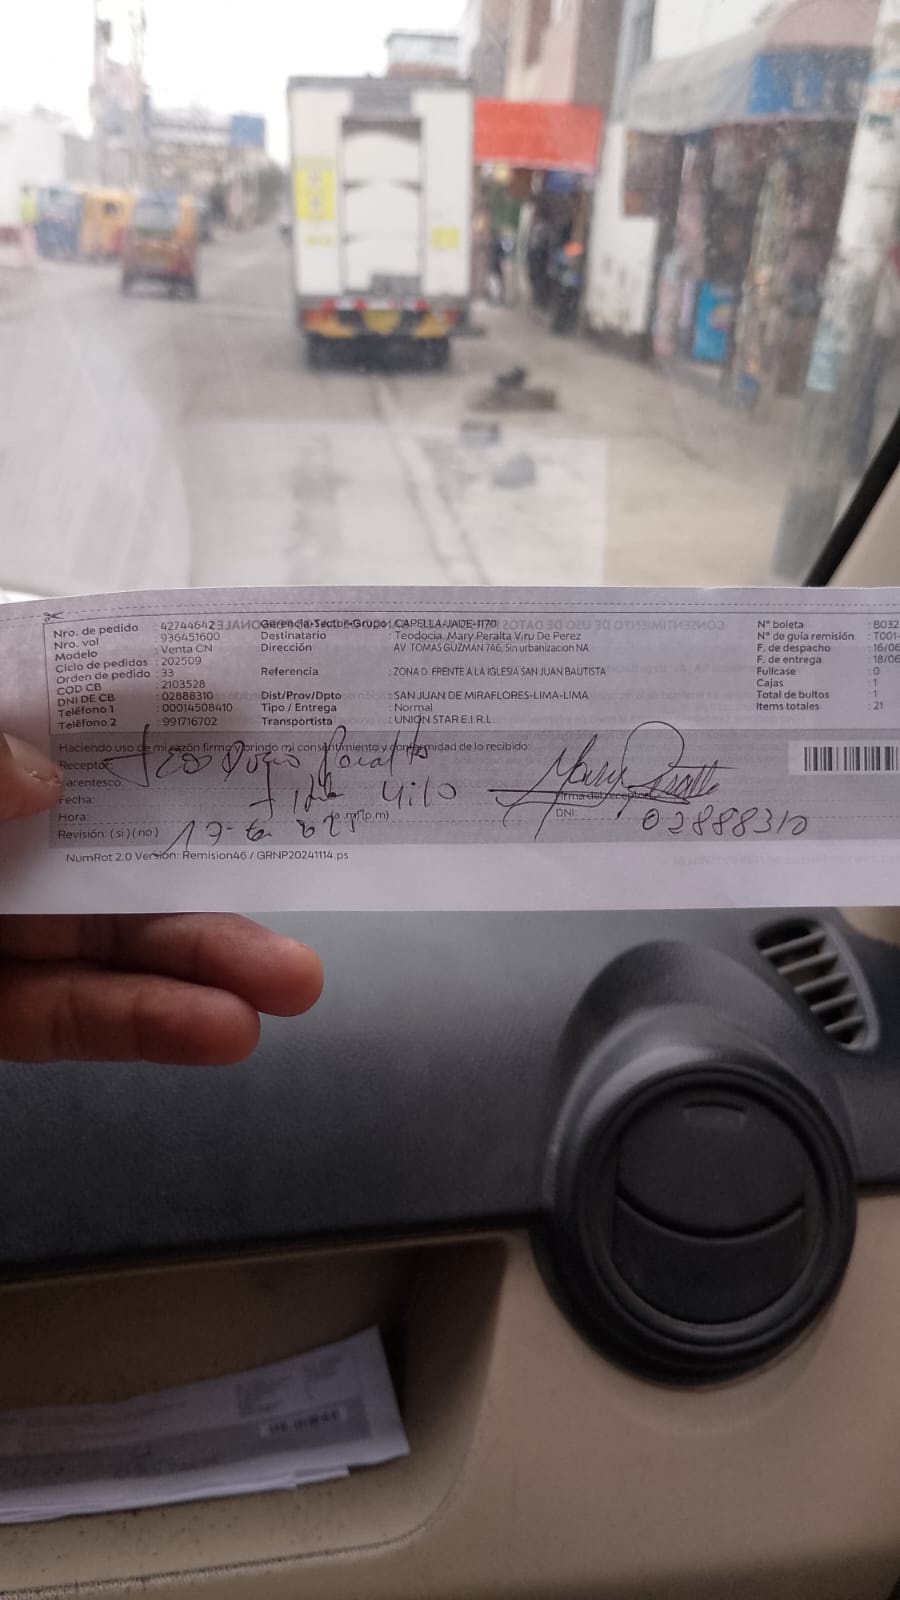 Nro. de pedido : 427446423 Gerencia-Sector-Grupo : CAPELLA-JADE-1170 N° boleta : B032
Nro. vol : 936451600 Destinatario : Teodocia Mary Peralta Viru De Perez N° de guía remisión : T001-
Modelo : Venta CN Dirección : AV TOMAS GUZMAN 746, Sin urbanizacion NA F. de despacho : 16/06
Ciclo de pedidos : 202509 F. de entrega : 18/06
Orden de pedido : 33 Referencia : ZONA D FRENTE A LA IGLESIA SAN JUAN BAUTISTA Fullcase : 0
COD CB : 2103528 Cajas : 1
DNI DE CB : 02888310 Dist/Prov/Dpto : SAN JUAN DE MIRAFLORES-LIMA-LIMA Total de bultos : 1
Teléfono 1 : 00014508410 Tipo / Entrega : Normal Items totales : 21
Teléfono 2 : 991716702 Transportista : UNION STAR E.I.R.L.
Haciendo uso de mi razón firmo y brindo mi consentimiento y conformidad de lo recibido:
Receptor:
arentesco:
Fecha:
Firma del receptor
Hora: (a.m)(p.m) DNI: 02888310
Revisión: (si) (no)
NumRot 2.0 Versión: Remision46 / GRNP20241114.ps